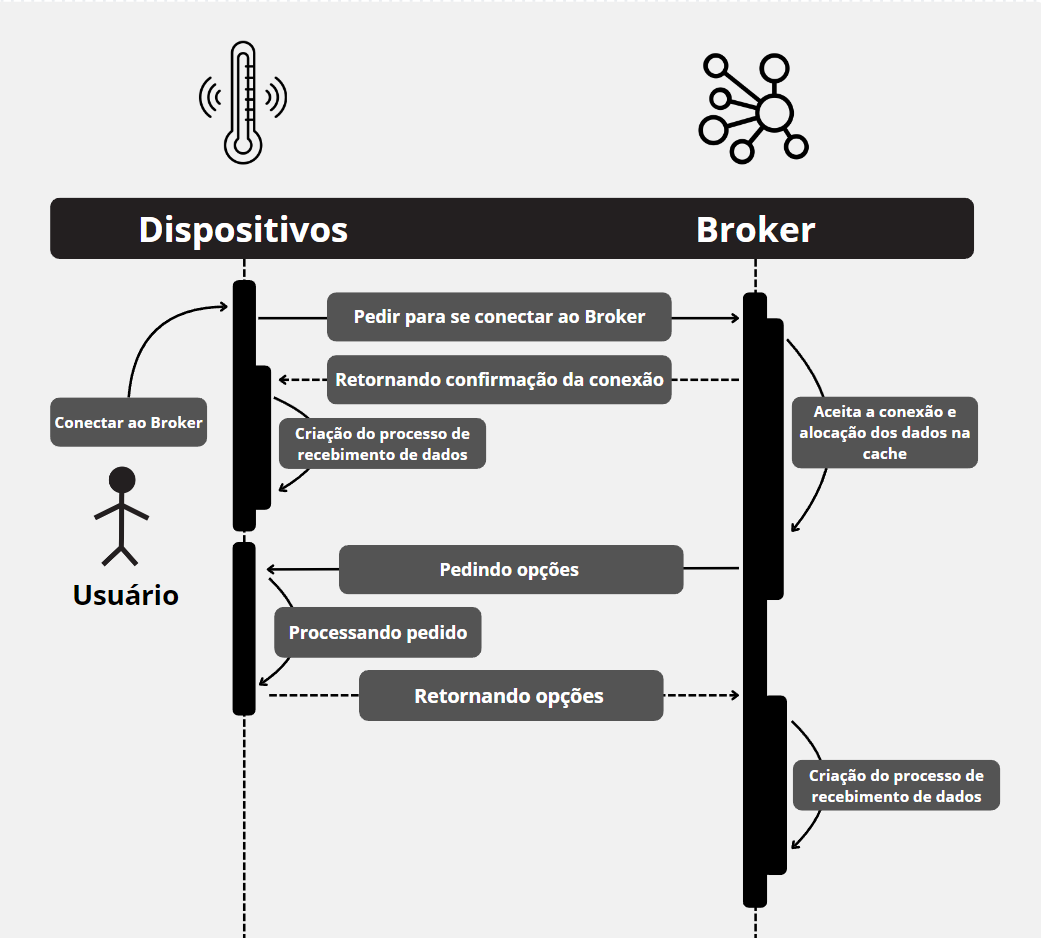 Dispositivos
Broker
Pedir para se conectar ao Broker
Retornando confirmação da conexão
Conectar ao Broker
Criação do processo de
recebimento de dados
Aceita a conexão e
alocação dos dados na
cache
Usuário
Pedindo opções
Processando pedido
Retornando opções
Criação do processo de
recebimento de dados